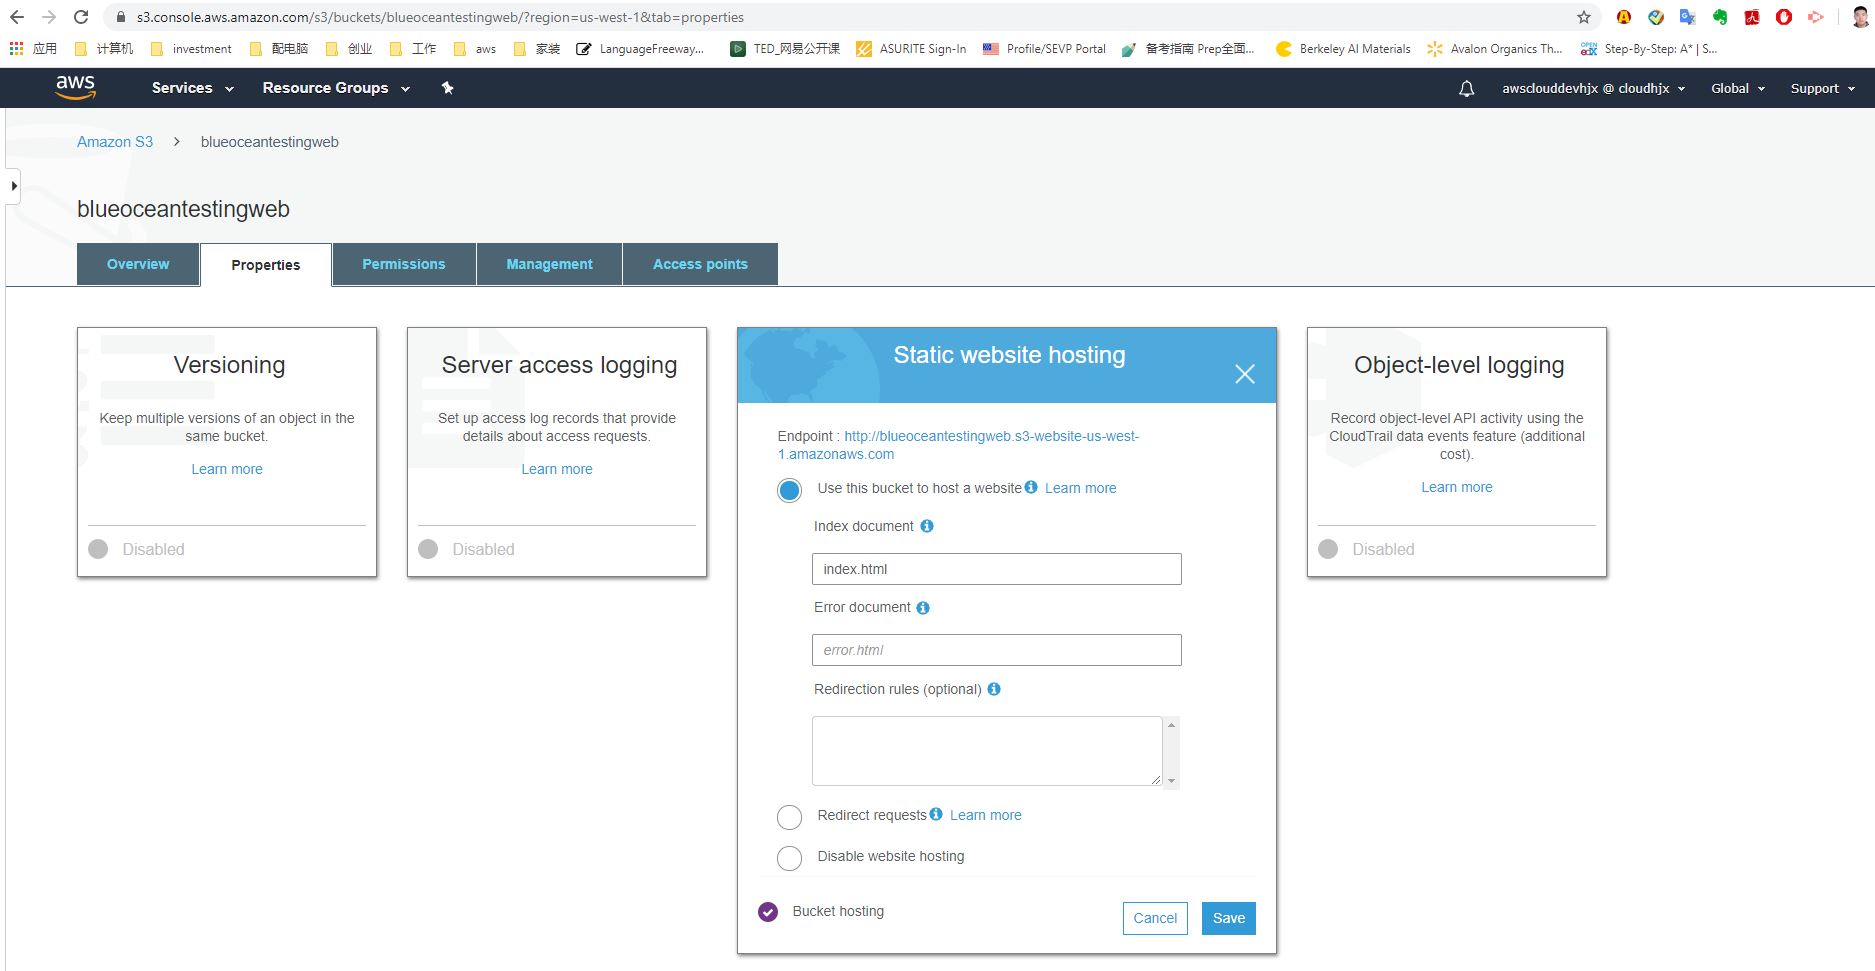 s3.console.aws.amazon.com/s3/buckets/blueoceantestingweb/?region=us-west-1&tab=properties
应用 计算机 investment 配电脑 创业 工作 aws 家装 LanguageFreeway... TED_网易公开课 ASURITE Sign-In Profile/SEVP Portal 备考指南 Prep全面... Berkeley AI Materials Avalon Organics Th... OPEN edX Step-By-Step: A* | S...
aws Services Resource Groups awsclouddevhjx @ cloudhjx Global Support
Amazon S3 > blueoceantestingweb
blueoceantestingweb
Overview Properties Permissions Management Access points
Versioning
Keep multiple versions of an object in the
same bucket.
Learn more
Disabled
Server access logging
Set up access log records that provide
details about access requests.
Learn more
Disabled
Static website hosting
Endpoint : http://blueoceantestingweb.s3-website-us-west-
1.amazonaws.com
Use this bucket to host a website Learn more
Index document
index.html
Error document
error.html
Redirection rules (optional)
Redirect requests Learn more
Disable website hosting
Bucket hosting Cancel Save
Object-level logging
Record object-level API activity using the
CloudTrail data events feature (additional
cost).
Learn more
Disabled